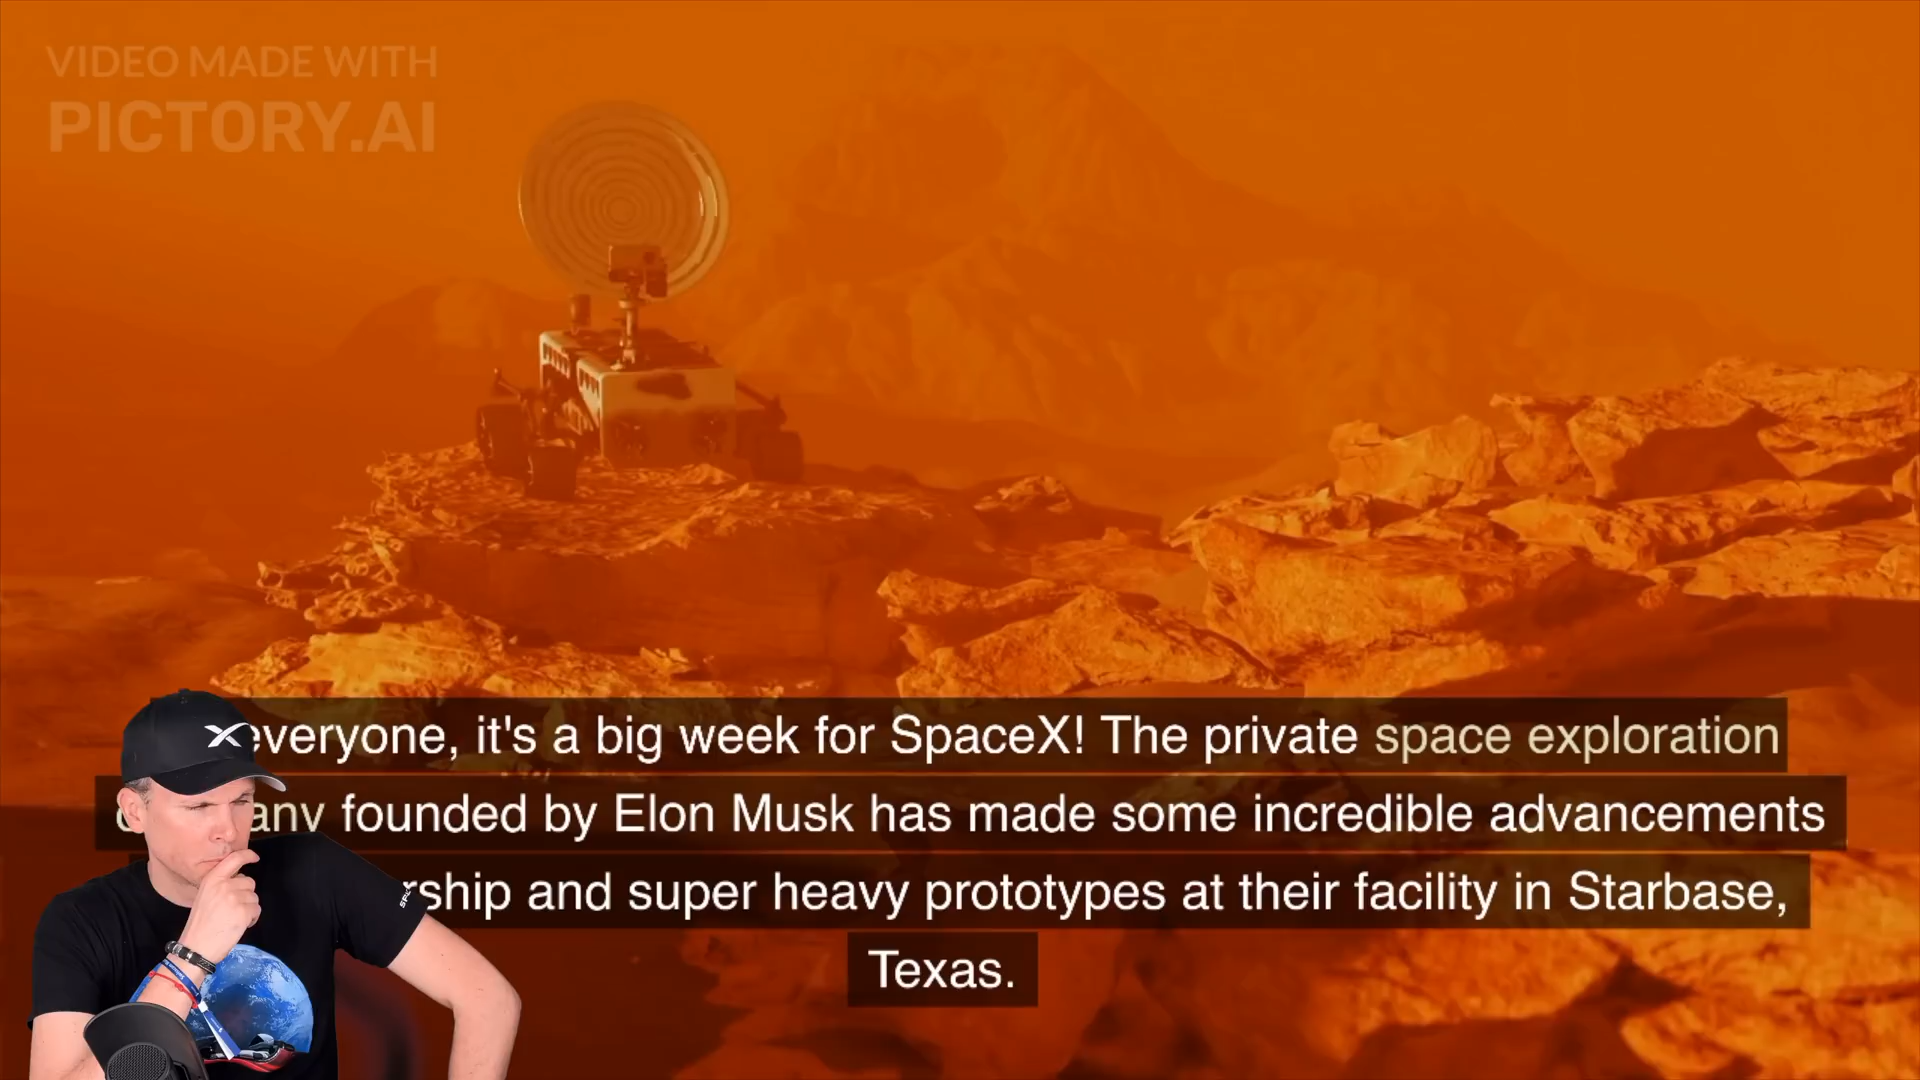 VIDEO MADE WITH
PICTORY.AI
everyone, it's a big week for SpaceX! The private space exploration
founded by Elon Musk has made some incredible advancements
and super heavy prototypes at their facility in Starbase,
Texas.